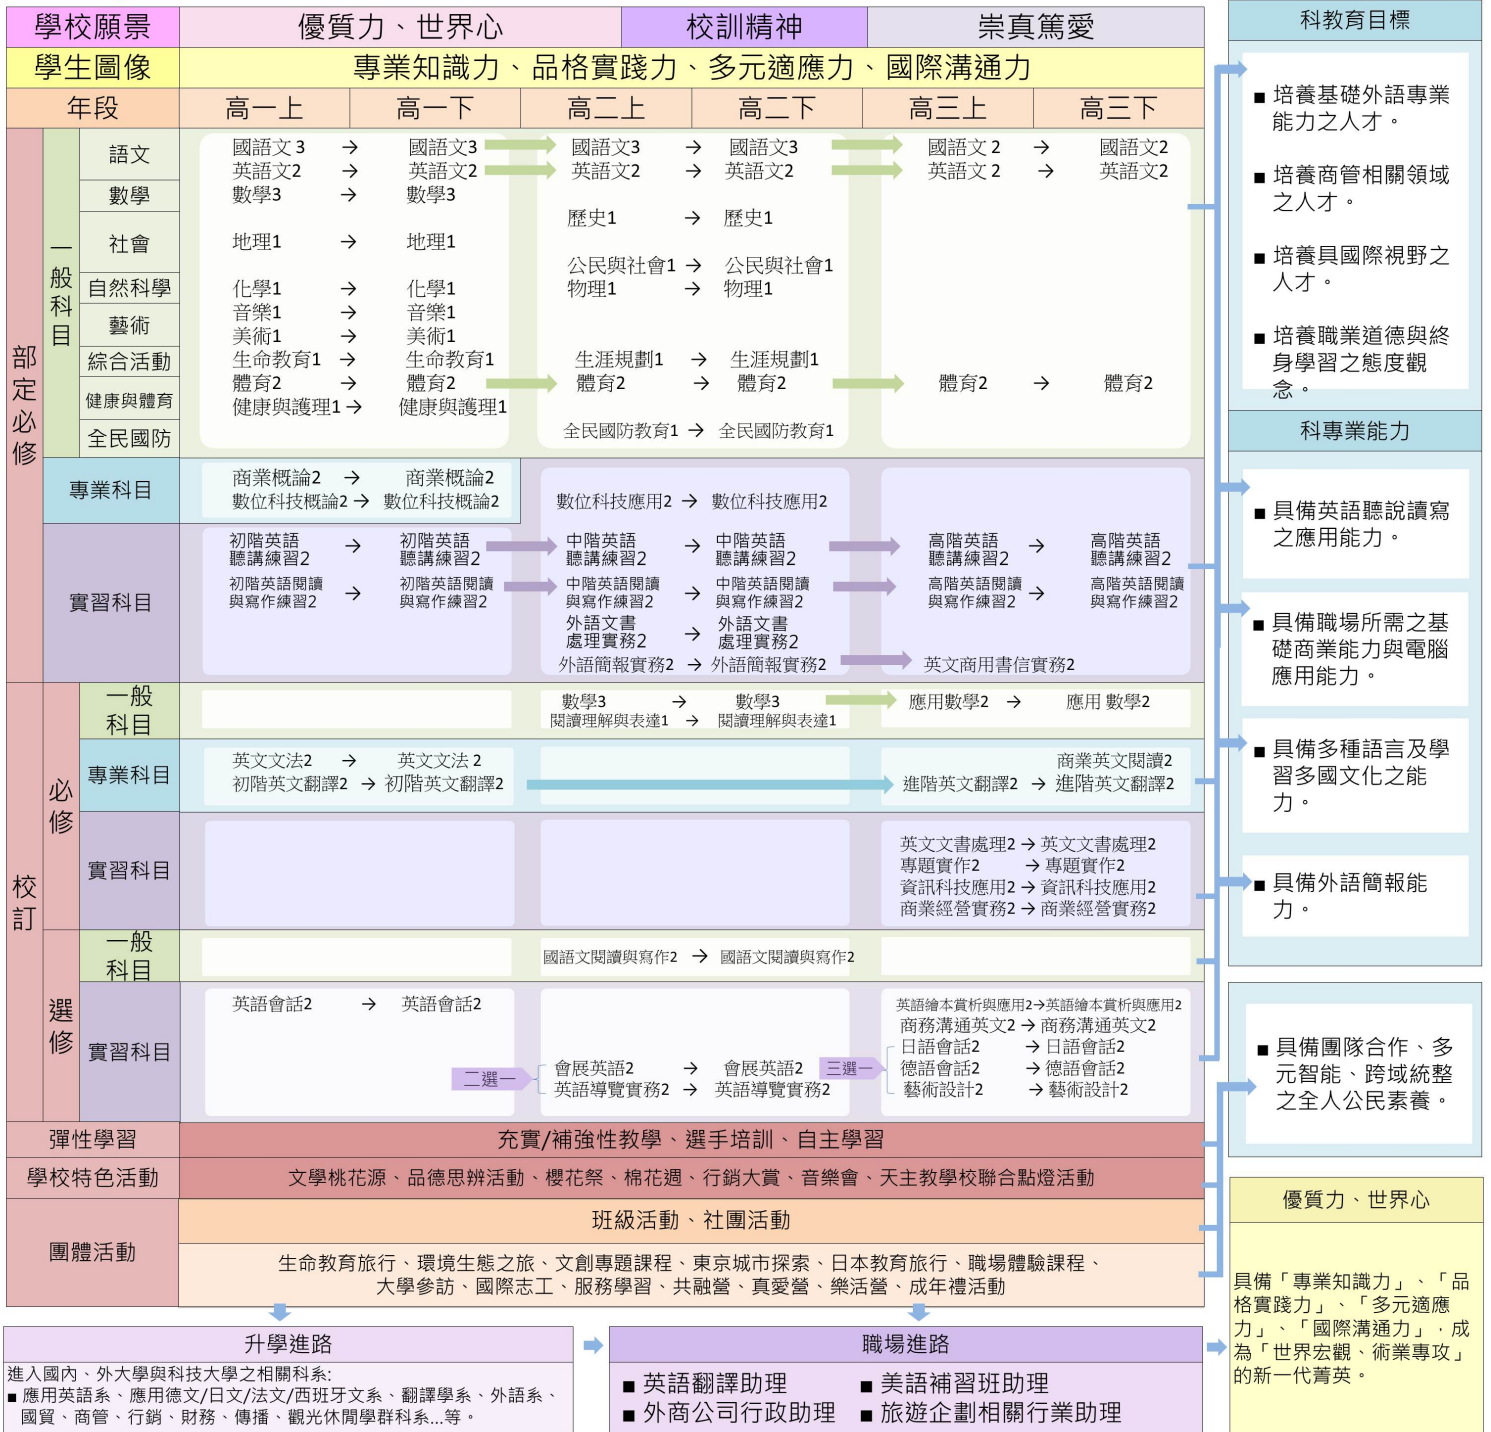 學校願景 優質力、世界心 校訓精神 崇真篤愛
學生圖像 專業知識力、品格實踐力、多元適應力、國際溝通力
年段 高一上 高一下 高二上 高二下 高三上 高三下
部定必修
一般科目
語文 國語文3 → 國語文3 國語文3 → 國語文3 國語文2 → 國語文2
英語文2 → 英語文2 英語文2 → 英語文2 英語文2 → 英語文2
數學 數學3 → 數學3
歷史1 → 歷史1
社會 地理1 → 地理1
公民與社會1 → 公民與社會1
自然科學 化學1 → 化學1 物理1 → 物理1
藝術 音樂1 → 音樂1
美術1 → 美術1
綜合活動 生命教育1 → 生命教育1 生涯規劃1 → 生涯規劃1
健康與體育 體育2 → 體育2 體育2 → 體育2 體育2 → 體育2
健康與護理1 → 健康與護理1
全民國防 全民國防教育1 → 全民國防教育1
專業科目 商業概論2 → 商業概論2
數位科技概論2 → 數位科技概論2 數位科技應用2 → 數位科技應用2
實習科目
初階英語 → 初階英語 中階英語 → 中階英語 高階英語 → 高階英語
聽講練習2 聽講練習2 聽講練習2 聽講練習2 聽講練習2 聽講練習2
初階英語閱讀 → 初階英語閱讀 中階英語閱讀 → 中階英語閱讀 高階英語閱讀 → 高階英語閱讀
與寫作練習2 與寫作練習2 與寫作練習2 與寫作練習2 與寫作練習2 與寫作練習2
外語文書 → 外語文書
處理實務2 處理實務2
外語簡報實務2 → 外語簡報實務2 英文商用書信實務2
校訂
必修
一般
科目
數學3 → 數學3 應用數學2 → 應用 數學2
閱讀理解與表達1 → 閱讀理解與表達1
專業科目 英文文法2 → 英文文法 2 商業英文閱讀2
初階英文翻譯2 → 初階英文翻譯2 進階英文翻譯2 → 進階英文翻譯2
實習科目
英文文書處理2 → 英文文書處理2
專題實作2 → 專題實作2
資訊科技應用2 → 資訊科技應用2
商業經營實務2 → 商業經營實務2
選修
一般
科目
國語文閱讀與寫作2 → 國語文閱讀與寫作2
實習科目
英語會話2 → 英語會話2 英語繪本賞析與應用2→英語繪本賞析與應用2
商務溝通英文2 → 商務溝通英文2
日語會話2 → 日語會話2
二選一 會展英語2 → 會展英語2 三選一 德語會話2 → 德語會話2
英語導覽實務2 → 英語導覽實務2 藝術設計2 → 藝術設計2
彈性學習 充實/補強性教學、選手培訓、自主學習
學校特色活動 文學桃花源、品德思辨活動、櫻花祭、棉花週、行銷大賞、音樂會、天主教學校聯合點燈活動
團體活動 班級活動、社團活動
生命教育旅行、環境生態之旅、文創專題課程、東京城市探索、日本教育旅行、職場體驗課程、
大學參訪、國際志工、服務學習、共融營、真愛營、樂活營、成年禮活動
升學進路
進入國內、外大學與科技大學之相關科系:
■ 應用英語系、應用德文/日文/法文/西班牙文系、翻譯學系、外語系、
國貿、商管、行銷、財務、傳播、觀光休閒學群科系...等。
職場進路
■ 英語翻譯助理 ■ 美語補習班助理
■ 外商公司行政助理 ■ 旅遊企劃相關行業助理
科教育目標
■ 培養基礎外語專業
能力之人才。
■ 培養商管相關領域
之人才。
■ 培養具國際視野之
人才。
■ 培養職業道德與終
身學習之態度觀
念。
科專業能力
■ 具備英語聽說讀寫
之應用能力。
■ 具備職場所需之基
礎商業能力與電腦
應用能力。
■ 具備多種語言及學
習多國文化之能
力。
■ 具備外語簡報能
力。
■ 具備團隊合作、多
元智能、跨域統整
之全人公民素養。
優質力、世界心
具備「專業知識力」、「品
格實踐力」、「多元適應
力」、「國際溝通力」，成
為「世界宏觀、術業專攻」
的新一代菁英。